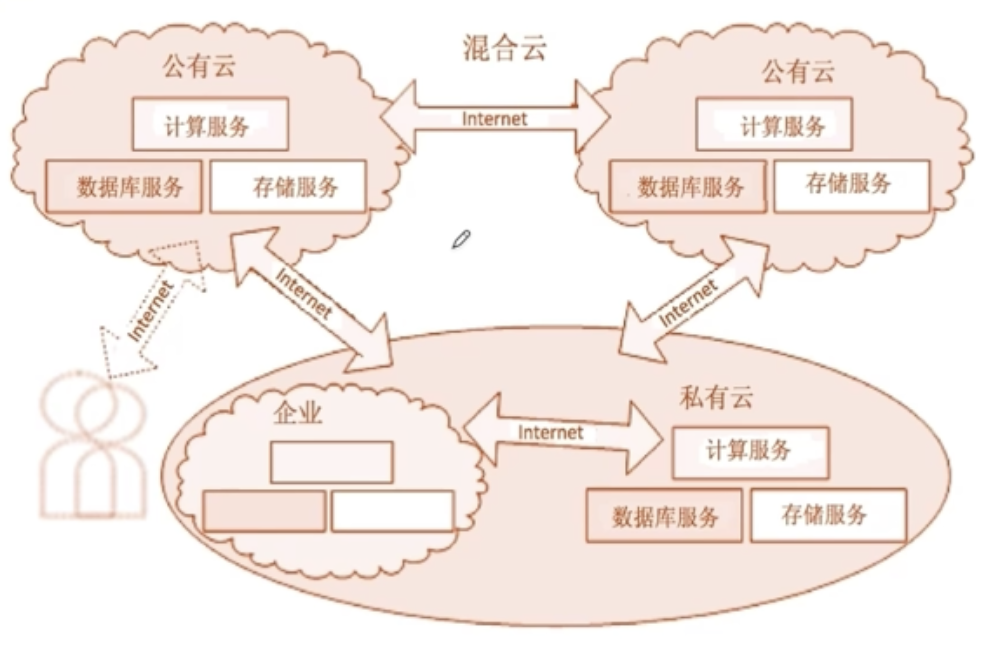 混合云
公有云
计算服务
数据库服务
存储服务
Internet
公有云
计算服务
数据库服务
存储服务
Internet
Internet
Internet
企业
Internet
私有云
计算服务
数据库服务
存储服务